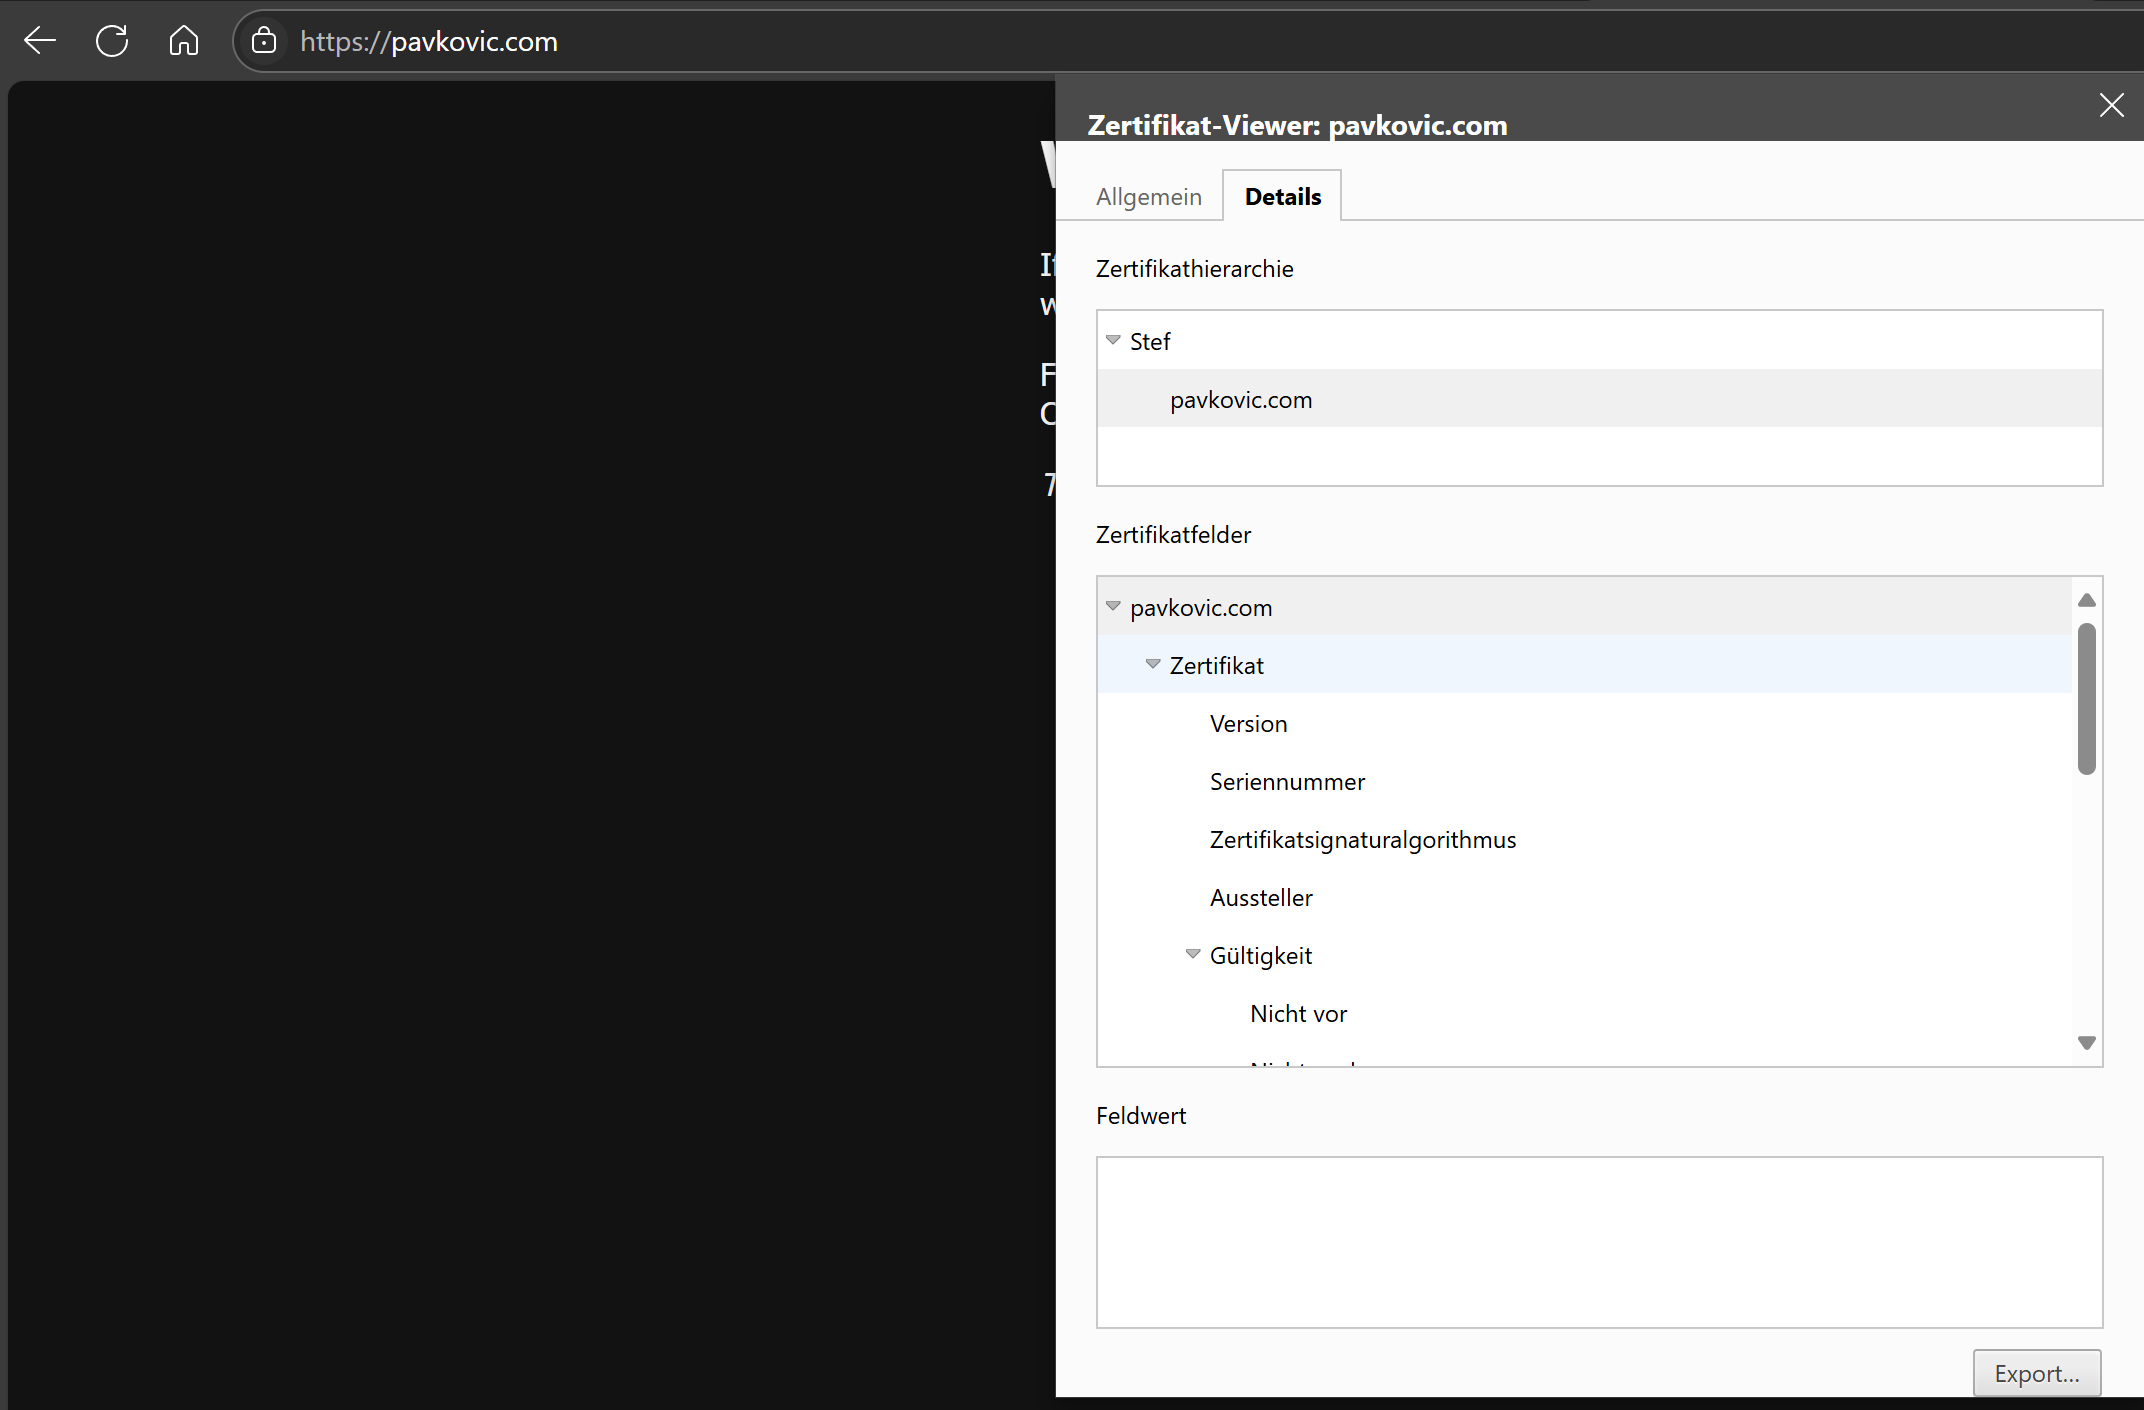 https://pavkovic.com
Zertifikat-Viewer: pavkovic.com
Allgemein
Details
Zertifikathierarchie
Stef
pavkovic.com
Zertifikatfelder
pavkovic.com
Zertifikat
Version
Seriennummer
Zertifikatsignaturalgorithmus
Aussteller
Gültigkeit
Nicht vor
Feldwert
Export...